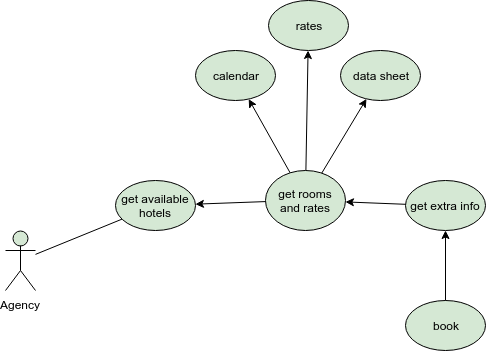 rates
calendar
data sheet
get available
hotels
get rooms
and rates
get extra info
Agency
book